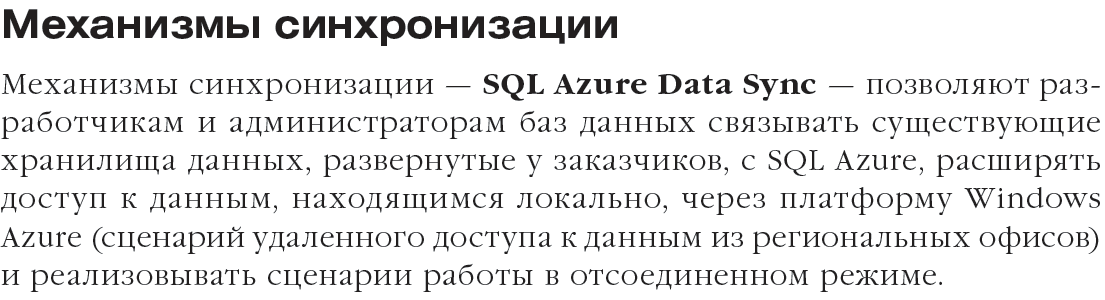 Механизмы синхронизации
Механизмы синхронизации — SQL Azure Data Sync — позволяют раз-
работчикам и администраторам баз данных связывать существующие
хранилища данных, развернутые у заказчиков, с SQL Azure, расширять
доступ к данным, находящимся локально, через платформу Windows
Azure (сценарий удаленного доступа к данным из региональных офисов)
и реализовывать сценарии работы в отсоединенном режиме.